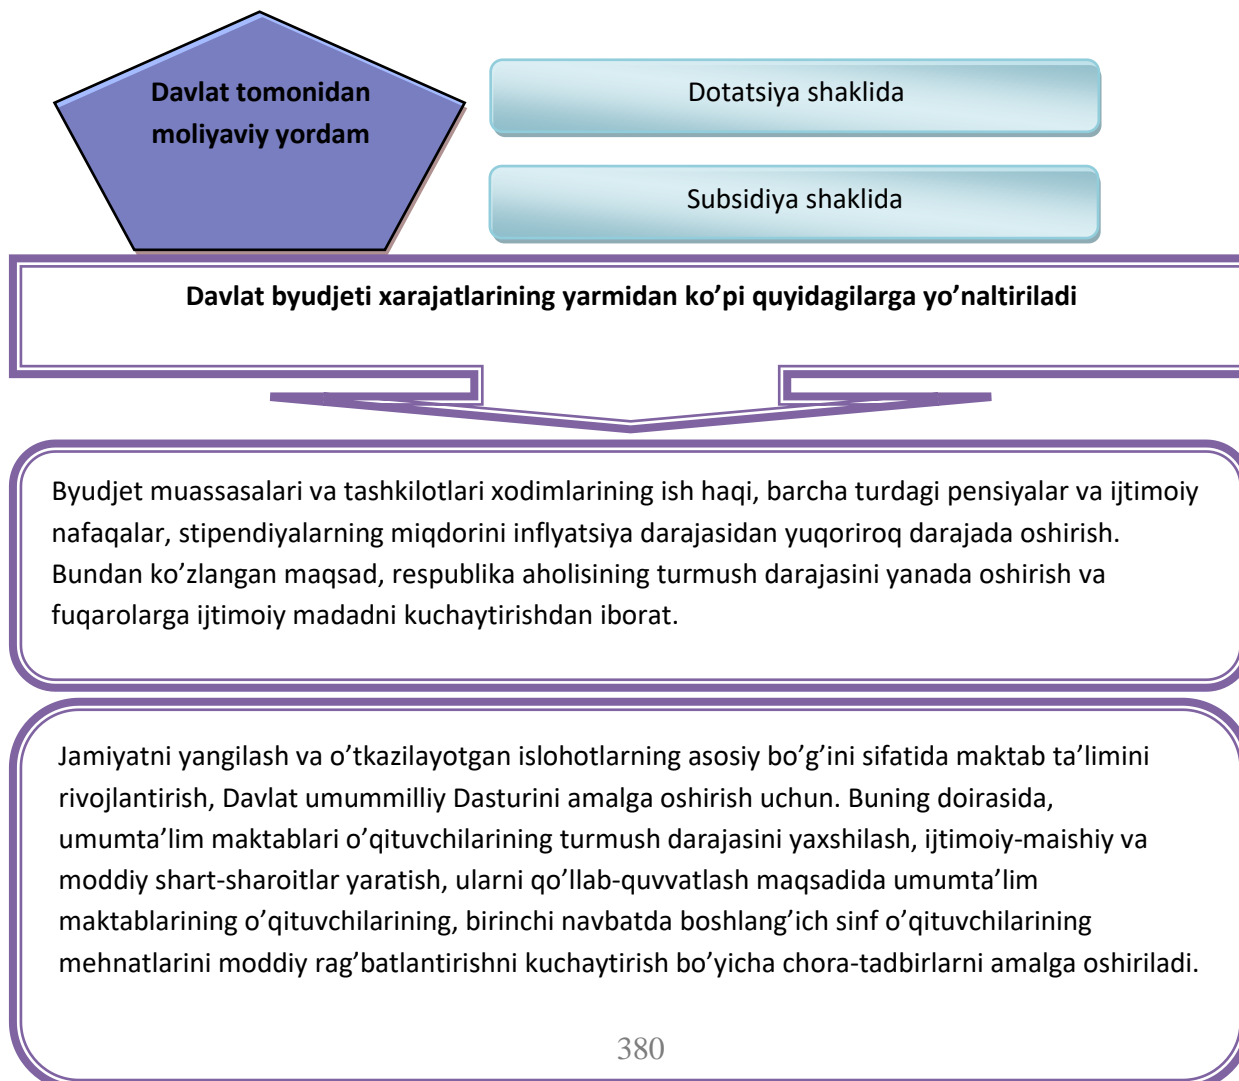 Davlat tomonidan
moliyaviy yordam
Dotatsiya shaklida
Subsidiya shaklida
Davlat byudjeti xarajatlarining yarmidan ko’pi quyidagilarga yo’naltiriladi
Byudjet muassasalari va tashkilotlari xodimlarining ish haqi, barcha turdagi pensiyalar va ijtimoiy
nafaqalar, stipendiyalarning miqdorini inflyatsiya darajasidan yuqoriroq darajada oshirish.
Bundan ko’zlangan maqsad, respublika aholisining turmush darajasini yanada oshirish va
fuqarolarga ijtimoiy madadni kuchaytirishdan iborat.
Jamiyatni yangilash va o’tkazilayotgan islohotlarning asosiy bo’g’ini sifatida maktab ta’limini
rivojlantirish, Davlat umummilliy Dasturini amalga oshirish uchun. Buning doirasida,
umumta’lim maktablari o’qituvchilarining turmush darajasini yaxshilash, ijtimoiy-maishiy va
moddiy shart-sharoitlar yaratish, ularni qo’llab-quvvatlash maqsadida umumta’lim
maktablarining o’qituvchilarining, birinchi navbatda boshlang’ich sinf o’qituvchilarining
mehnatlarini moddiy rag’batlantirishni kuchaytirish bo’yicha chora-tadbirlarni amalga oshiriladi.
380